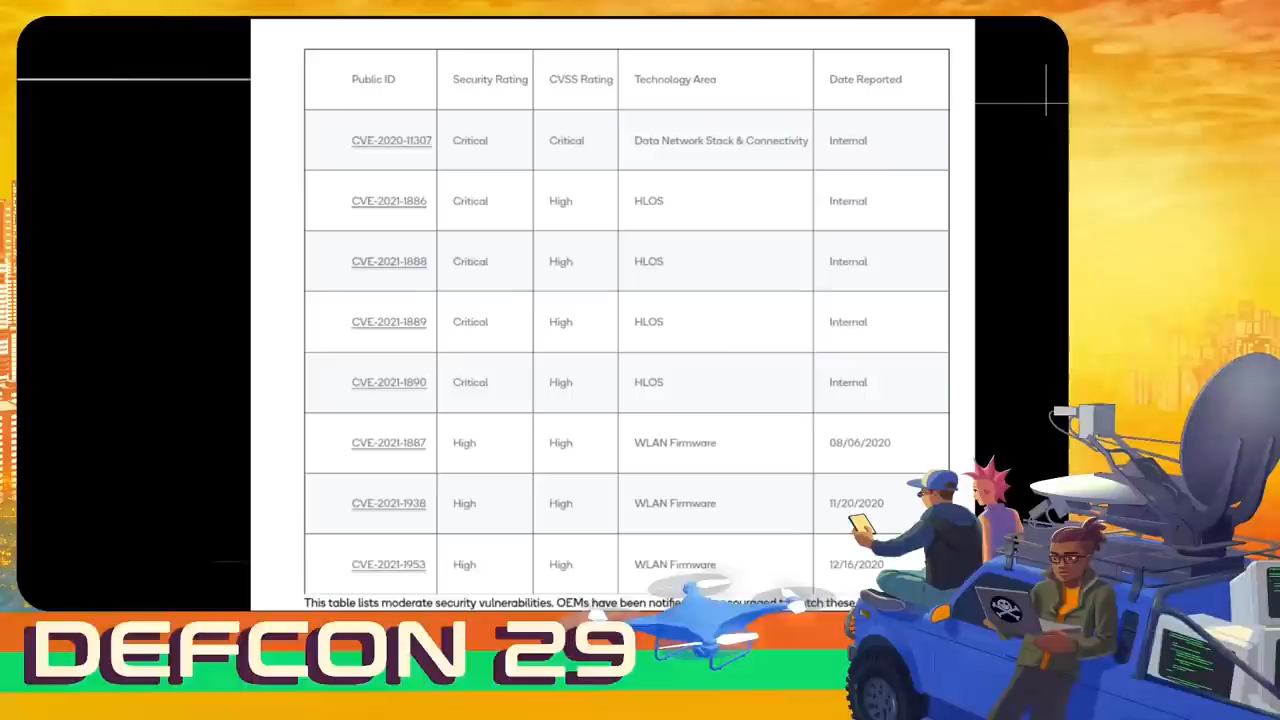 Public ID Security Rating CVSS Rating Technology Area Date Reported
CVE-2020-11307 Critical Critical Data Network Stack & Connectivity Internal
CVE-2021-1886 Critical High HLOS Internal
CVE-2021-1888 Critical High HLOS Internal
CVE-2021-1889 Critical High HLOS Internal
CVE-2021-1890 Critical High HLOS Internal
CVE-2021-1887 High High WLAN Firmware 08/06/2020
CVE-2021-1938 High High WLAN Firmware 11/20/2020
CVE-2021-1953 High High WLAN Firmware 12/16/2020
This table lists moderate security vulnerabilities. OEMs have been these
DEFCON 29